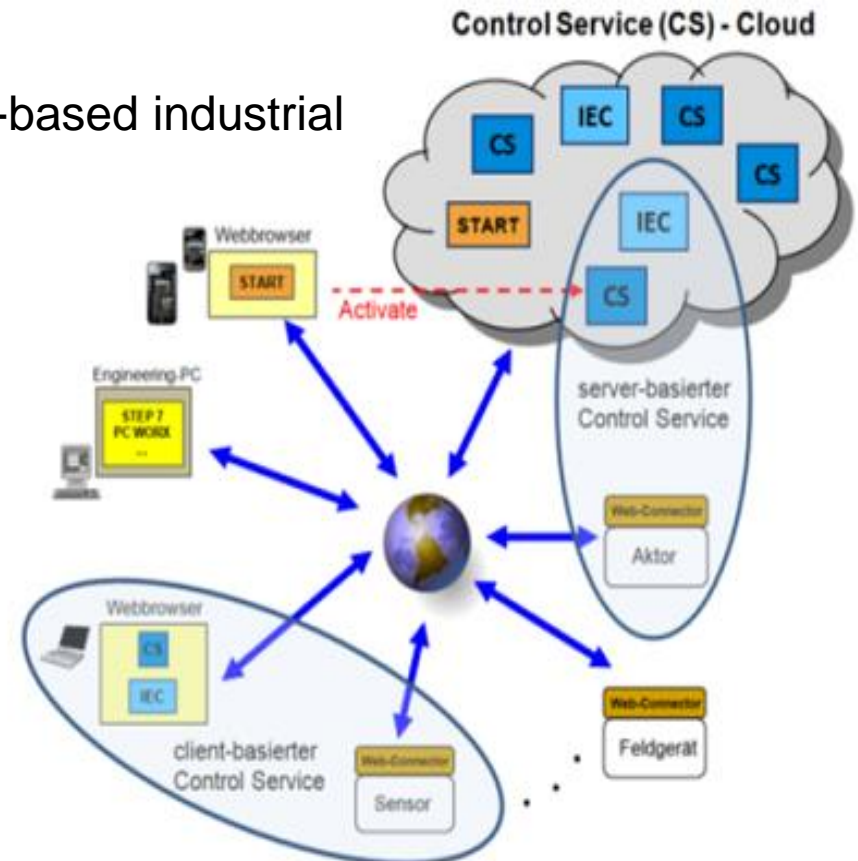 Control Service (CS) - Cloud
-based industrial
CS
IEC
CS
CS
START
IEC
CS
Webbrowser
START
Activate
Engineering-PC
STEP 7
PC WORX
...
server-basierter
Control Service
Web-Connector
Aktor
Webbrowser
CS
IEC
client-basierter
Control Service
Web-Connector
Sensor
Web-Connector
Feldgerät